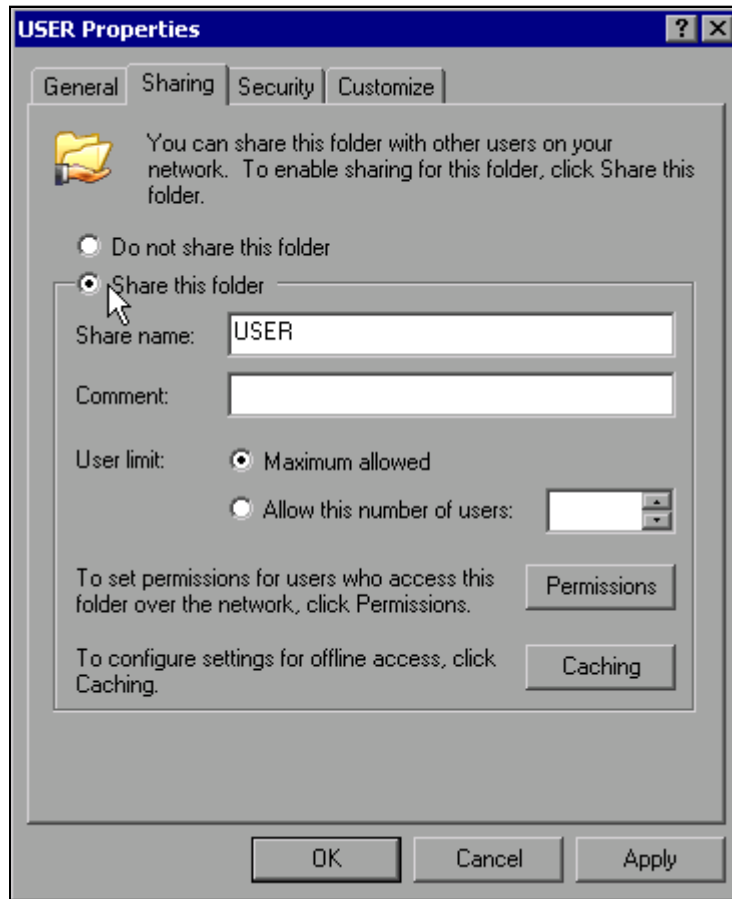 USER Properties
General Sharing Security Customize
You can share this folder with other users on your
network. To enable sharing for this folder, click Share this
folder.
Do not share this folder
Share this folder
Share name: USER
Comment:
User limit: Maximum allowed
Allow this number of users:
To set permissions for users who access this
folder over the network, click Permissions.
Permissions
To configure settings for offline access, click
Caching.
Caching
OK Cancel Apply